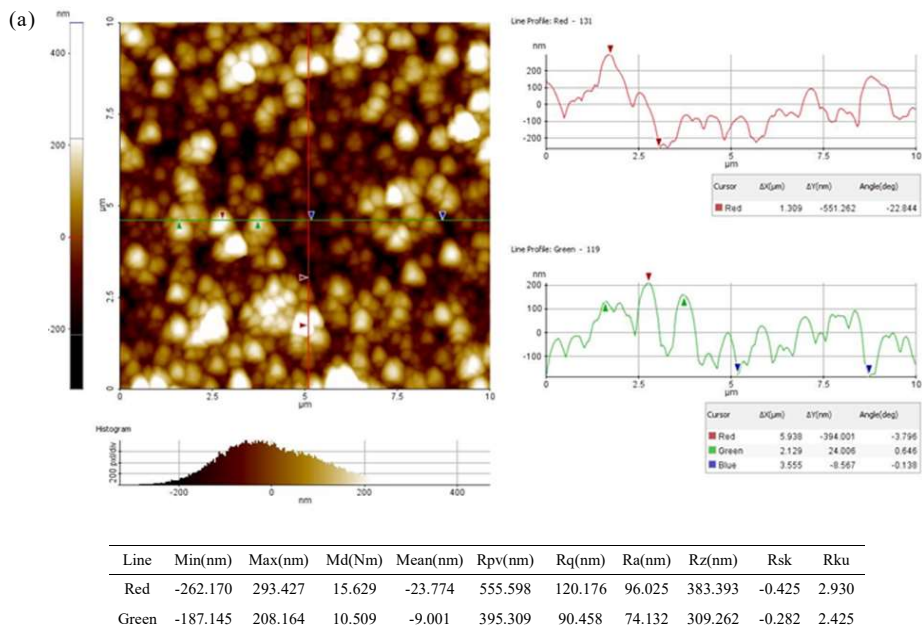 (a)
nm
400
200
0
-200
10
7.5
µm
2.5
0
0
2.5
5
7.5
10
µm
Histogram
200 pxl/div
-200
0
200
400
nm
Line Profile: Red - 131
nm
200
100
0
-100
-200
0
2.5
5
7.5
10
µm
Cursor ΔX(µm) ΔY(nm) Angle(deg)
Red 1.309 -551.262 -22.844
Line Profile: Green - 119
nm
200
100
0
-100
0
2.5
5
7.5
10
µm
Cursor ΔX(µm) ΔY(nm) Angle(deg)
Red 5.938 -394.001 -3.796
Green 2.129 24.006 0.646
Blue 3.555 -8.567 -0.138
Line Min(nm) Max(nm) Md(Nm) Mean(nm) Rpv(nm) Rq(nm) Ra(nm) Rz(nm) Rsk Rku
Red -262.170 293.427 15.629 -23.774 555.598 120.176 96.025 383.393 -0.425 2.930
Green -187.145 208.164 10.509 -9.001 395.309 90.458 74.132 309.262 -0.282 2.425